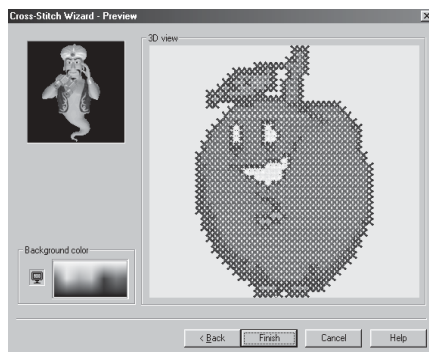 Cross-Stitch Wizard - Preview
3D view
Background color
< Back
Finish
Cancel
Help